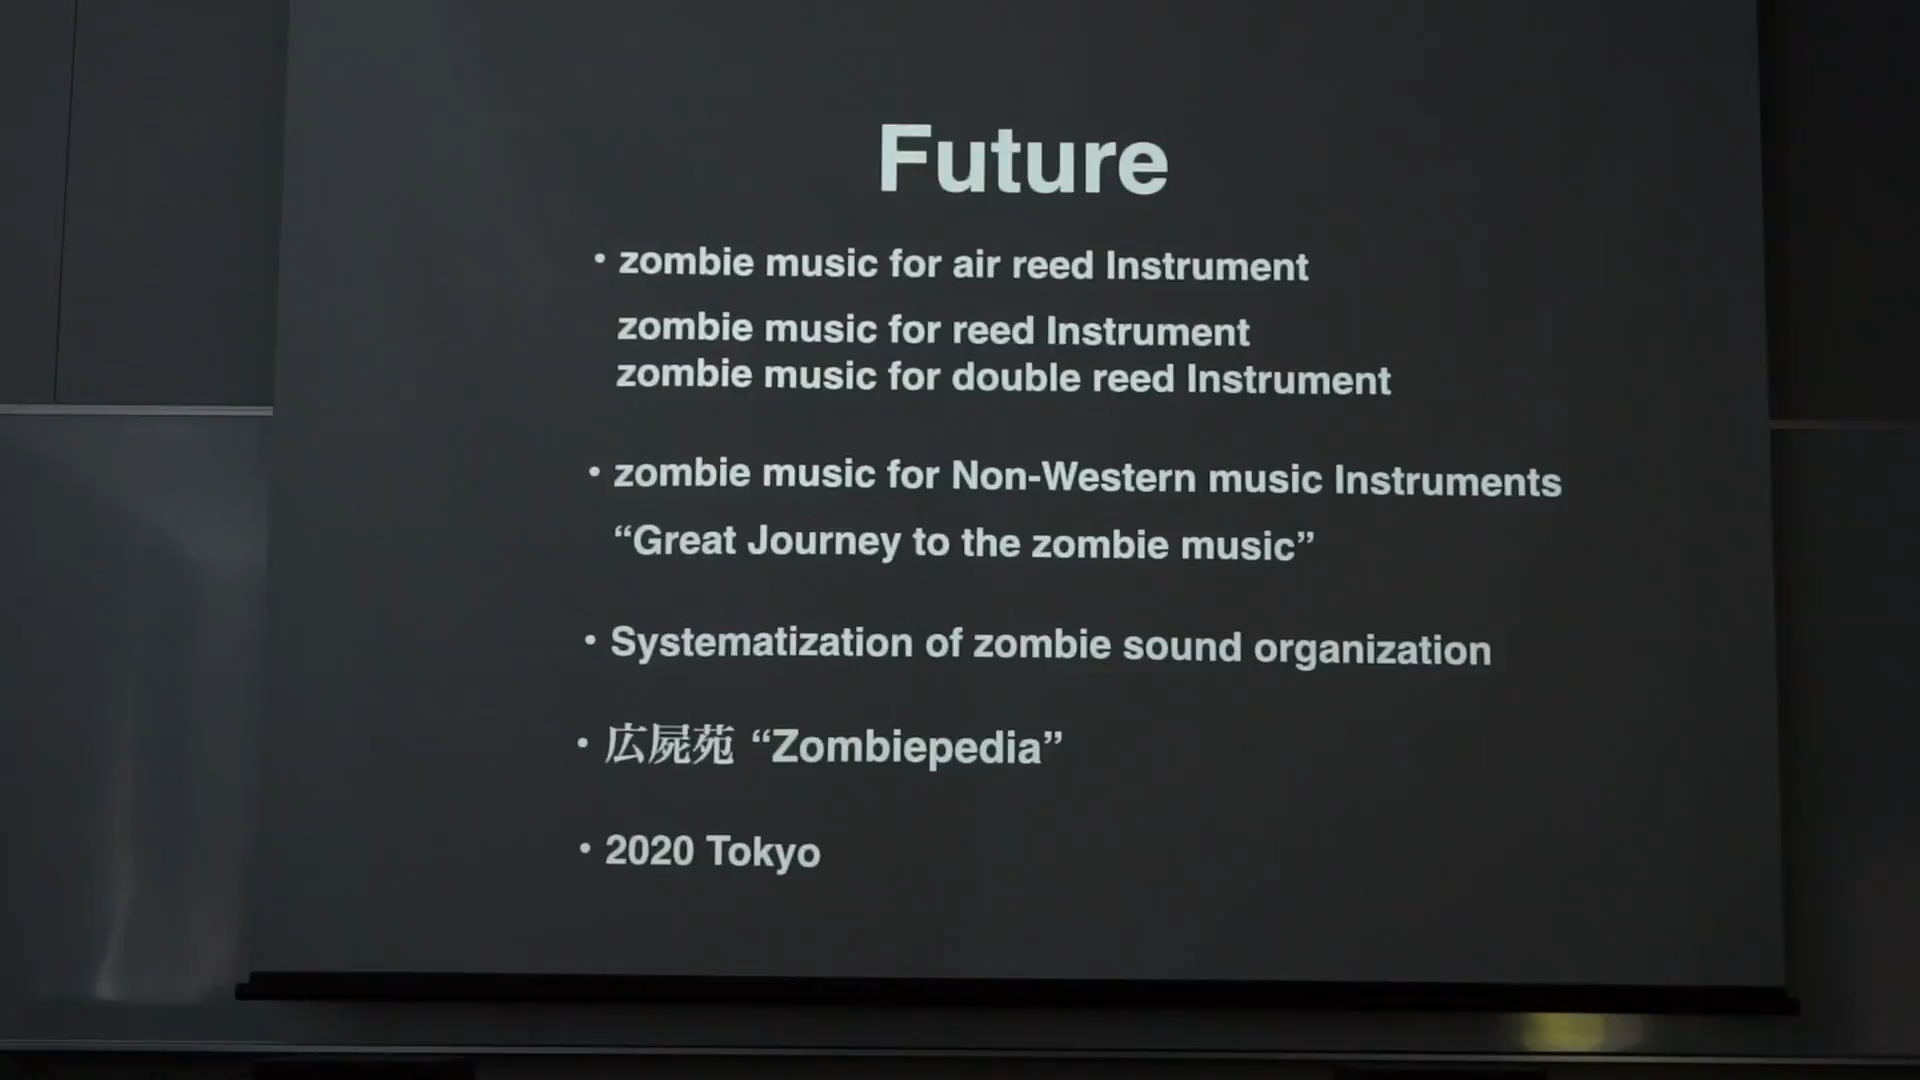 Future
• zombie music for air reed Instrument
zombie music for reed Instrument
zombie music for double reed Instrument
• zombie music for Non-Western music Instruments
“Great Journey to the zombie music”
• Systematization of zombie sound organization
• 広屍苑 “Zombiepedia”
• 2020 Tokyo